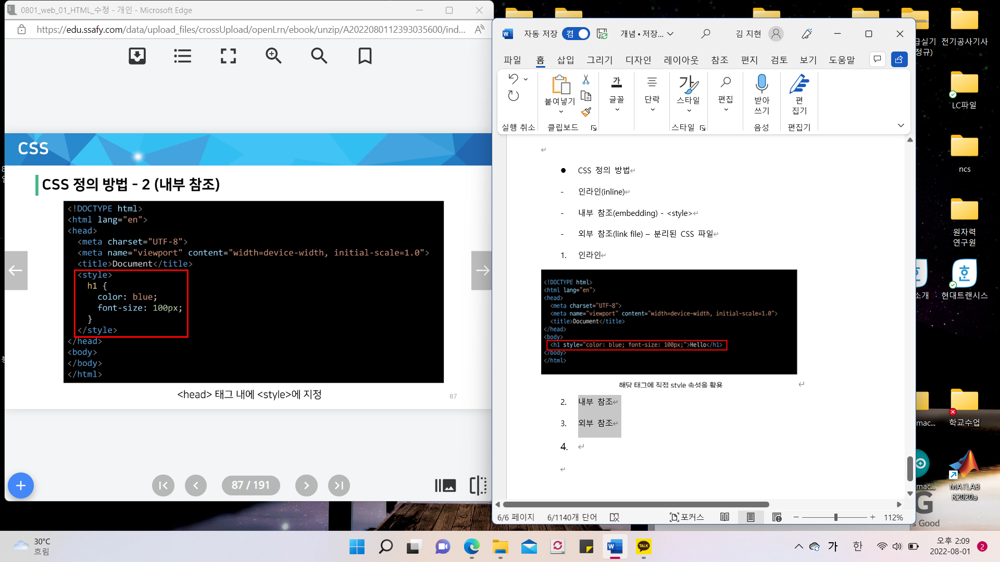 0801_web_01_HTML_수정 - 개인 - Microsoft Edge
https://edu.ssafy.com/data/upload_files/crossUpload/openLrn/ebook/unzip/A2022080112393035600/ind...
CSS
CSS 정의 방법 - 2 (내부 참조)
<!DOCTYPE html>
<html lang="en">
<head>
<meta charset="UTF-8">
<meta name="viewport" content="width=device-width, initial-scale=1.0">
<title>Document</title>
<style>
h1 {
color: blue;
font-size: 100px;
}
</style>
</head>
<body>
</body>
</html>
<head> 태그 내에 <style>에 지정
87
87 / 191
자동 저장 켬 개념 • 저장... 김 지현
파일 홈 삽입 그리기 디자인 레이아웃 참조 편지 검토 보기 도움말
붙여넣기
가
글꼴
단락
가
스타일
편집
받아
쓰기
편
집기
실행 취소 클립보드 스타일 음성 편집기
● CSS 정의 방법
- 인라인(inline)
- 내부 참조(embedding) - <style>
- 외부 참조(link file) – 분리된 CSS 파일
1. 인라인
<!DOCTYPE html>
<html lang="en">
<head>
<meta charset="UTF-8">
<meta name="viewport" content="width=device-width, initial-scale=1.0">
<title>Document</title>
</head>
<body>
<h1 style="color: blue; font-size: 100px;">Hello</h1>
</body>
</html>
해당 태그에 직접 style 속성을 활용
2. 내부 참조
3. 외부 참조
4.
6/6 페이지 6/1140개 단어 포커스 112%
급실기
정규)
전기공사기사
LC파일
ncs
원자력
연구원
소개
현대트랜시스
mac...
학교수업
mac...
MATLAB
R2020a
G
s Good
30°C
흐림
TALK
가 한
오후 2:09
2022-08-01
2